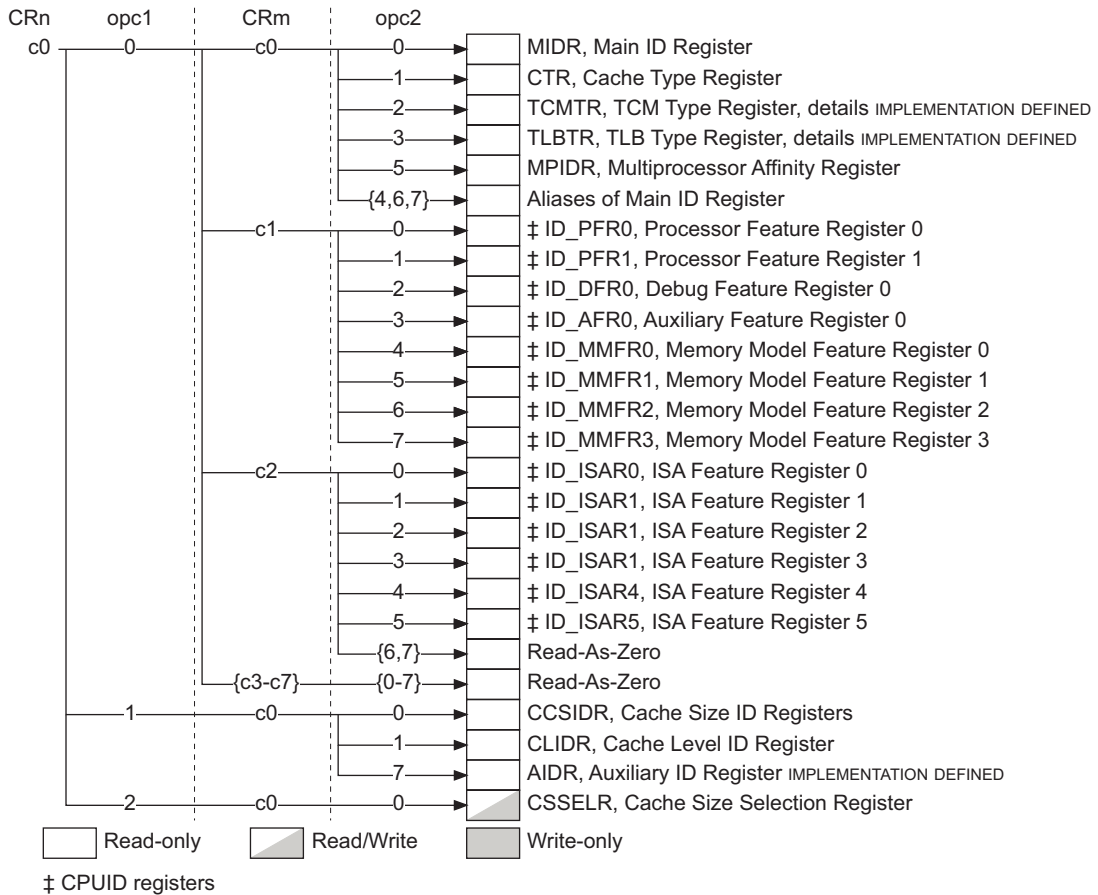 CRn opc1 CRm opc2
c0 0 c0 0 MIDR, Main ID Register
1 CTR, Cache Type Register
2 TCMTR, TCM Type Register, details IMPLEMENTATION DEFINED
3 TLBTR, TLB Type Register, details IMPLEMENTATION DEFINED
5 MPIDR, Multiprocessor Affinity Register
{4,6,7} Aliases of Main ID Register
c1 0 ‡ ID_PFR0, Processor Feature Register 0
1 ‡ ID_PFR1, Processor Feature Register 1
2 ‡ ID_DFR0, Debug Feature Register 0
3 ‡ ID_AFR0, Auxiliary Feature Register 0
4 ‡ ID_MMFR0, Memory Model Feature Register 0
5 ‡ ID_MMFR1, Memory Model Feature Register 1
6 ‡ ID_MMFR2, Memory Model Feature Register 2
7 ‡ ID_MMFR3, Memory Model Feature Register 3
c2 0 ‡ ID_ISAR0, ISA Feature Register 0
1 ‡ ID_ISAR1, ISA Feature Register 1
2 ‡ ID_ISAR1, ISA Feature Register 2
3 ‡ ID_ISAR1, ISA Feature Register 3
4 ‡ ID_ISAR4, ISA Feature Register 4
5 ‡ ID_ISAR5, ISA Feature Register 5
{6,7} Read-As-Zero
{c3-c7} {0-7} Read-As-Zero
1 c0 0 CCSIDR, Cache Size ID Registers
1 CLIDR, Cache Level ID Register
7 AIDR, Auxiliary ID Register IMPLEMENTATION DEFINED
2 c0 0 CSSELR, Cache Size Selection Register
Read-only Read/Write Write-only
‡ CPUID registers